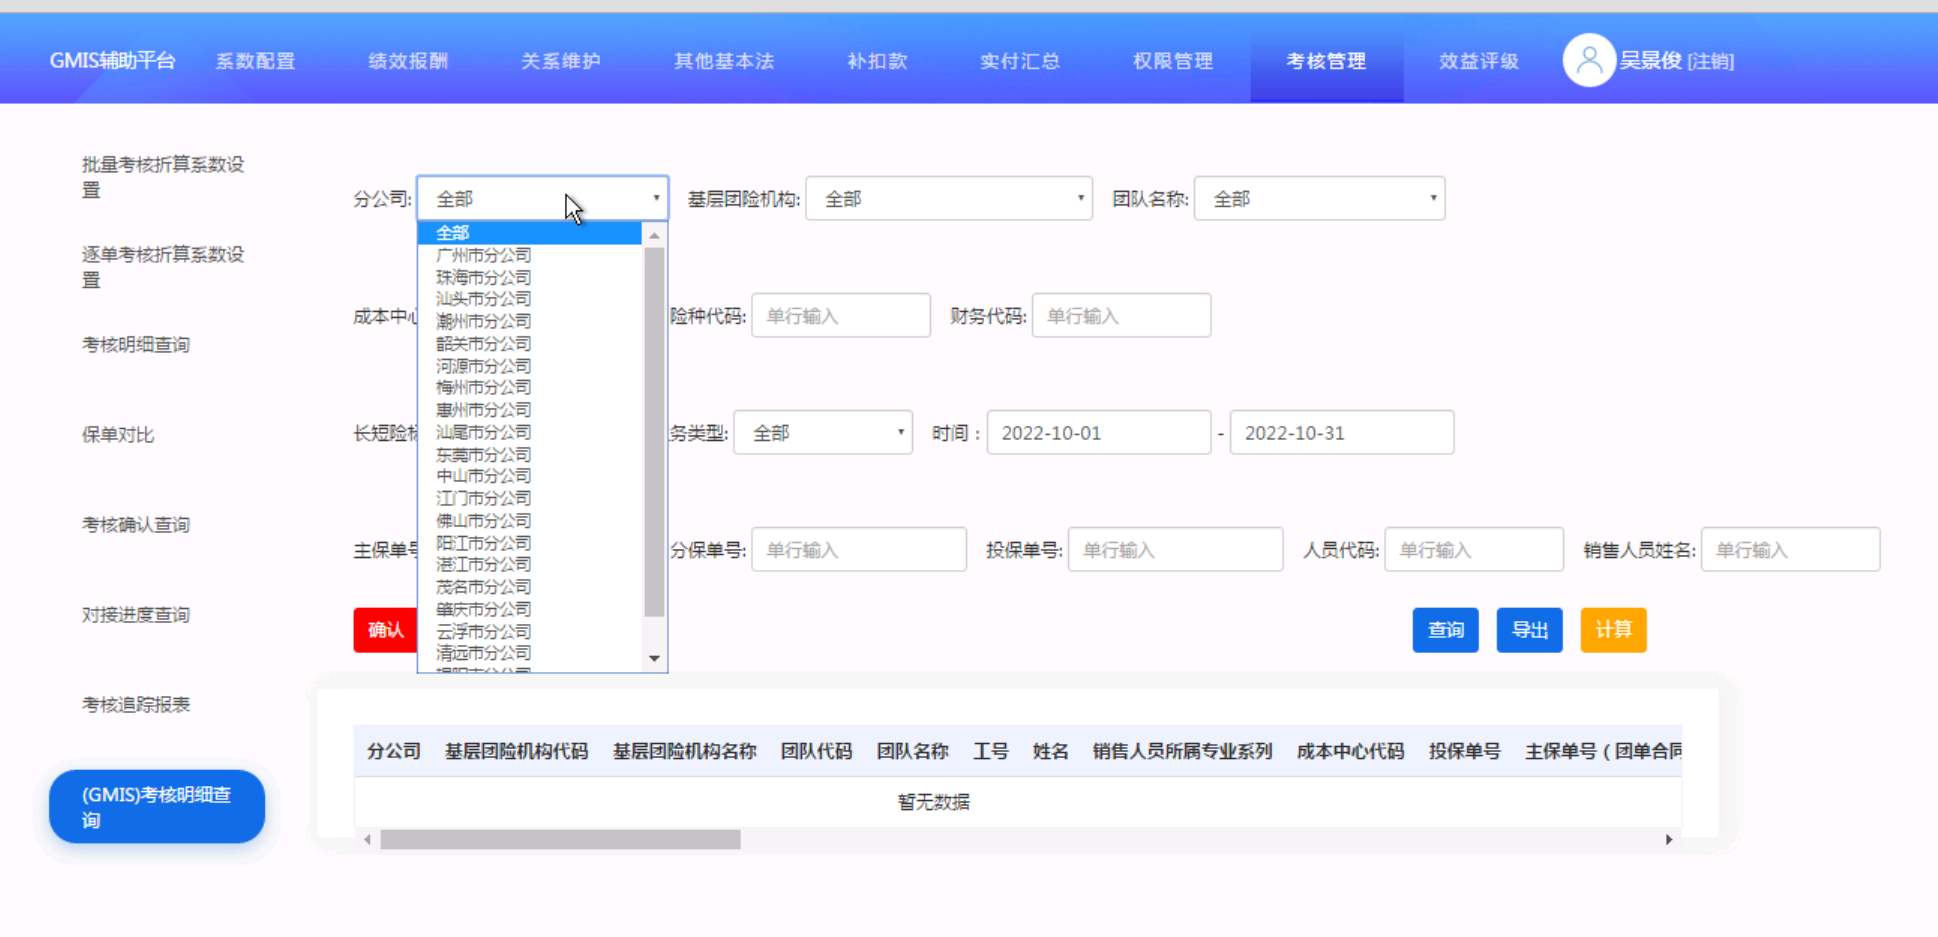 GMIS辅助平台 系数配置 绩效报酬 关系维护 其他基本法 补扣款 实付汇总 权限管理 考核管理 效益评级 吴景俊 [注销]
批量考核折算系数设
置
逐单考核折算系数设
置
考核明细查询
保单对比
考核确认查询
对接进度查询
考核追踪报表
(GMIS)考核明细查
询
分公司: 全部 基层团险机构: 全部 团队名称: 全部
全部
广州市分公司
珠海市分公司
汕头市分公司
潮州市分公司
韶关市分公司
河源市分公司
梅州市分公司
惠州市分公司
汕尾市分公司
东莞市分公司
中山市分公司
江门市分公司
佛山市分公司
阳江市分公司
湛江市分公司
茂名市分公司
肇庆市分公司
云浮市分公司
清远市分公司
成本中心 险种代码: 单行输入 财务代码: 单行输入
长短险标 务类型: 全部 时间： 2022-10-01 - 2022-10-31
主保单号 分保单号: 单行输入 投保单号: 单行输入 人员代码: 单行输入 销售人员姓名: 单行输入
确认 查询 导出 计算
分公司 基层团险机构代码 基层团险机构名称 团队代码 团队名称 工号 姓名 销售人员所属专业系列 成本中心代码 投保单号 主保单号（团单合同
暂无数据